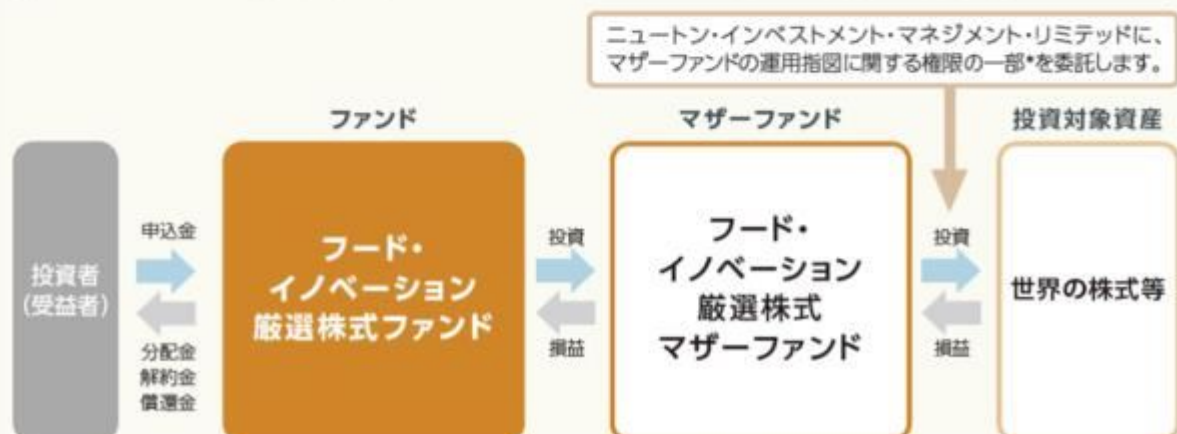 ニュートン・インベストメント・マネジメント・リミテッドに、
マザーファンドの運用指図に関する権限の一部*を委託します。
ファンド
マザーファンド
投資対象資産
投資者
(受益者)
申込金
分配金
解約金
償還金
フード・
イノベーション
厳選株式ファンド
投資
損益
フード・
イノベーション
厳選株式
マザーファンド
投資
損益
世界の株式等